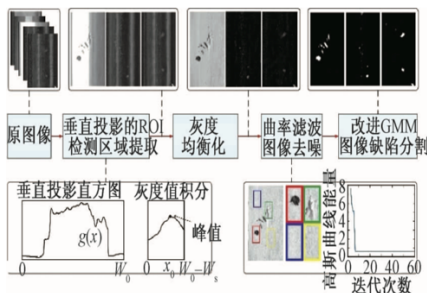 原图像
垂直投影的ROI
检测区域提取
灰度
均衡化
曲率滤波
图像去噪
改进GMM
图像缺陷分割
垂直投影直方图
g(x)
0
W₀
灰度值积分
峰值
0
x₀
W₀-Wₛ
高斯曲线能量
8
6
4
2
0
30
60
迭代次数